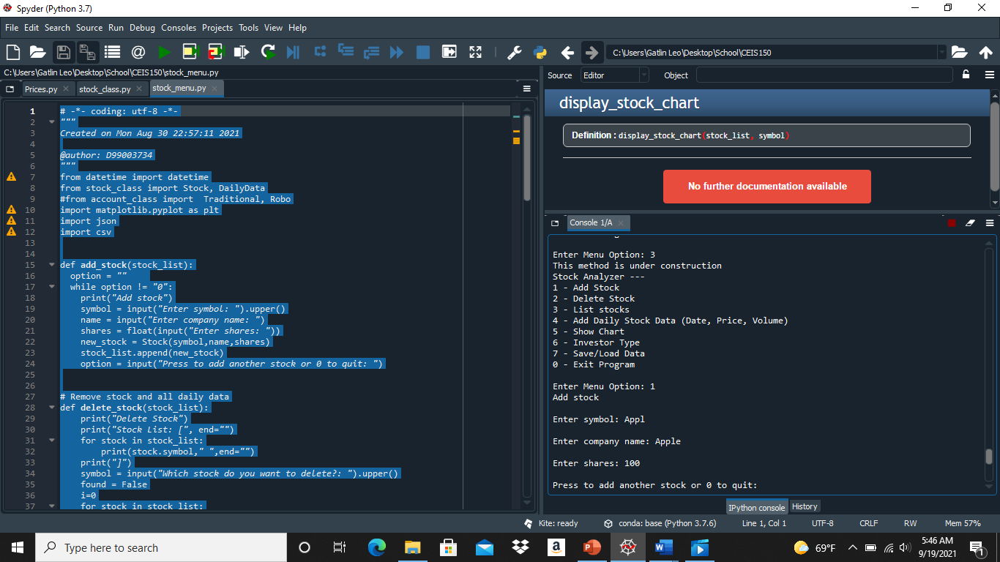 Spyder (Python 3.7)
File Edit Search Source Run Debug Consoles Projects Tools View Help
C:\Users\Gatlin Leo\Desktop\School\CEIS150
C:\Users\Gatlin Leo\Desktop\School\CEIS150\stock_menu.py
Prices.py
stock_class.py
stock_menu.py
1 # -*- coding: utf-8 -*-
2 """
3 Created on Mon Aug 30 22:57:11 2021
4
5 @author: D99003734
6 """
7 from datetime import datetime
8 from stock_class import Stock, DailyData
9 #from account_class import  Traditional, Robo
10 import matplotlib.pyplot as plt
11 import json
12 import csv
13
14
15 def add_stock(stock_list):
16   option = ""
17   while option != "0":
18     print("Add stock")
19     symbol = input("Enter symbol: ").upper()
20     name = input("Enter company name: ")
21     shares = float(input("Enter shares: "))
22     new_stock = Stock(symbol,name,shares)
23     stock_list.append(new_stock)
24     option = input("Press to add another stock or 0 to quit: ")
25
26
27 # Remove stock and all daily data
28 def delete_stock(stock_list):
29     print("Delete Stock")
30     print("Stock List: [", end="")
31     for stock in stock_list:
32         print(stock.symbol," ",end="")
33     print("]")
34     symbol = input("Which stock do you want to delete?: ").upper()
35     found = False
36     i=0
37     for stock in stock_list:
Source Editor Object
display_stock_chart
Definition : display_stock_chart(stock_list, symbol)
No further documentation available
Console 1/A
Enter Menu Option: 3
This method is under construction
Stock Analyzer ---
1 - Add Stock
2 - Delete Stock
3 - List stocks
4 - Add Daily Stock Data (Date, Price, Volume)
5 - Show Chart
6 - Investor Type
7 - Save/Load Data
0 - Exit Program
Enter Menu Option: 1
Add stock
Enter symbol: Appl
Enter company name: Apple
Enter shares: 100
Press to add another stock or 0 to quit:
IPython console History
Kite: ready conda: base (Python 3.7.6) Line 1, Col 1 UTF-8 CRLF RW Mem 57%
Type here to search
69°F
5:46 AM
9/19/2021
1